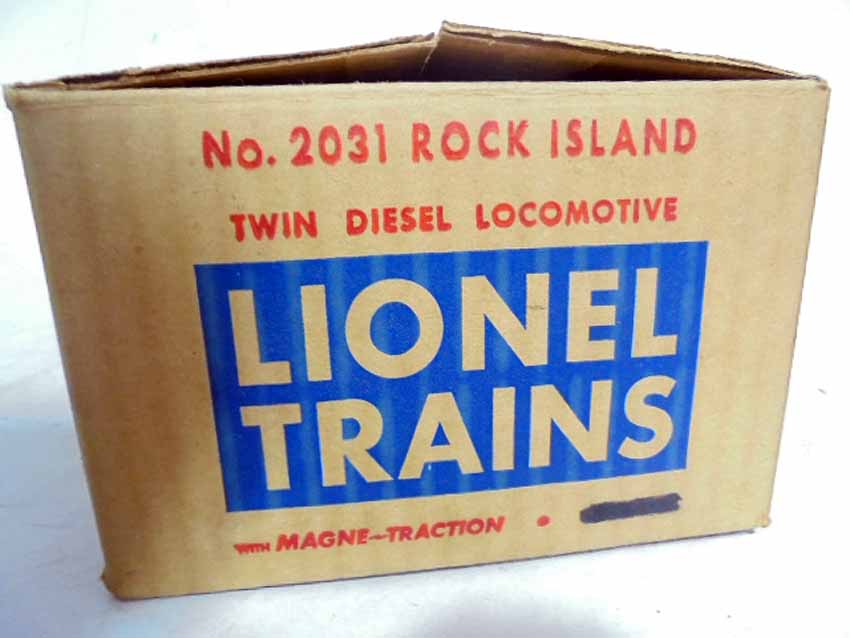 No. 2031 ROCK ISLAND
TWIN DIESEL LOCOMOTIVE
LIONEL
TRAINS
WITH MAGNE-TRACTION •